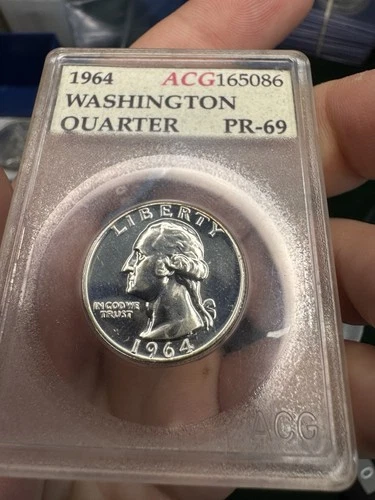 1964 ACG165086
WASHINGTON
QUARTER PR-69
LIBERTY
IN GOD WE
TRUST
1964
ACG